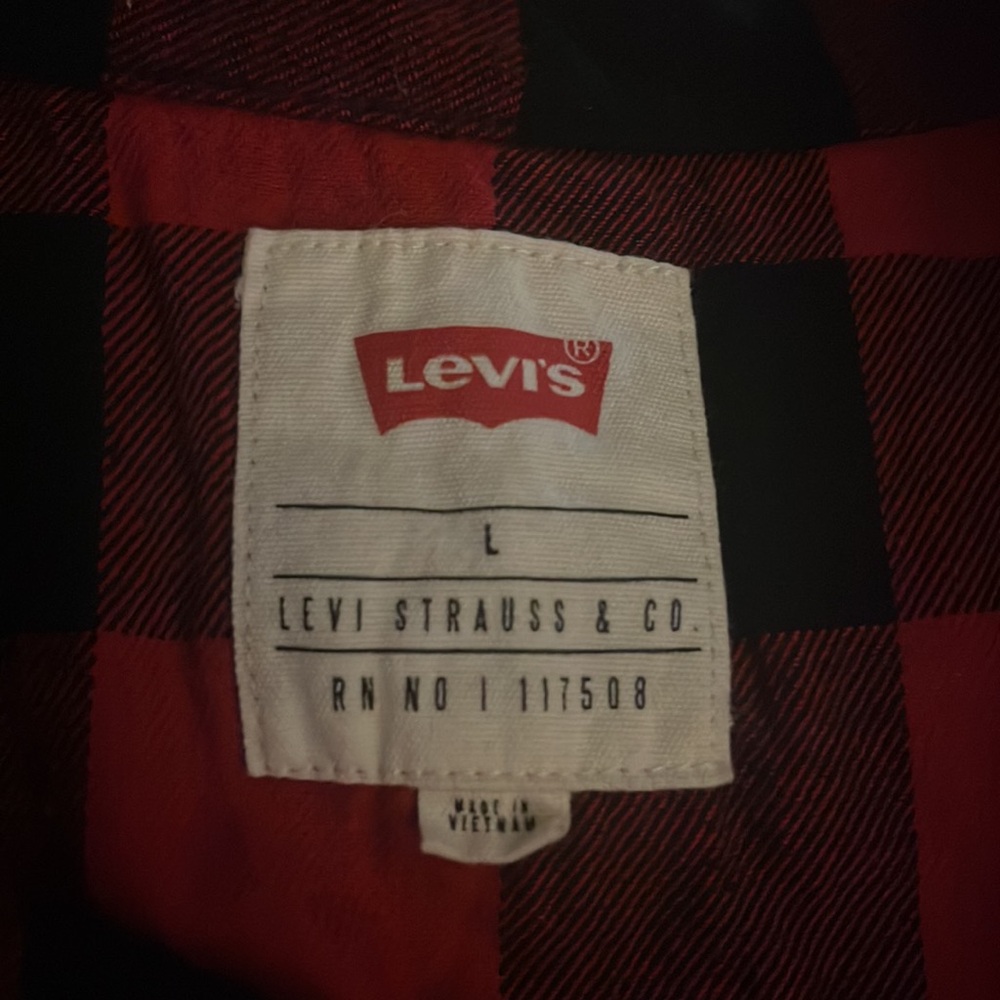 Levi's®
L
LEVI STRAUSS & CO.
RN NO | 117508
MADE IN
VIETNAM